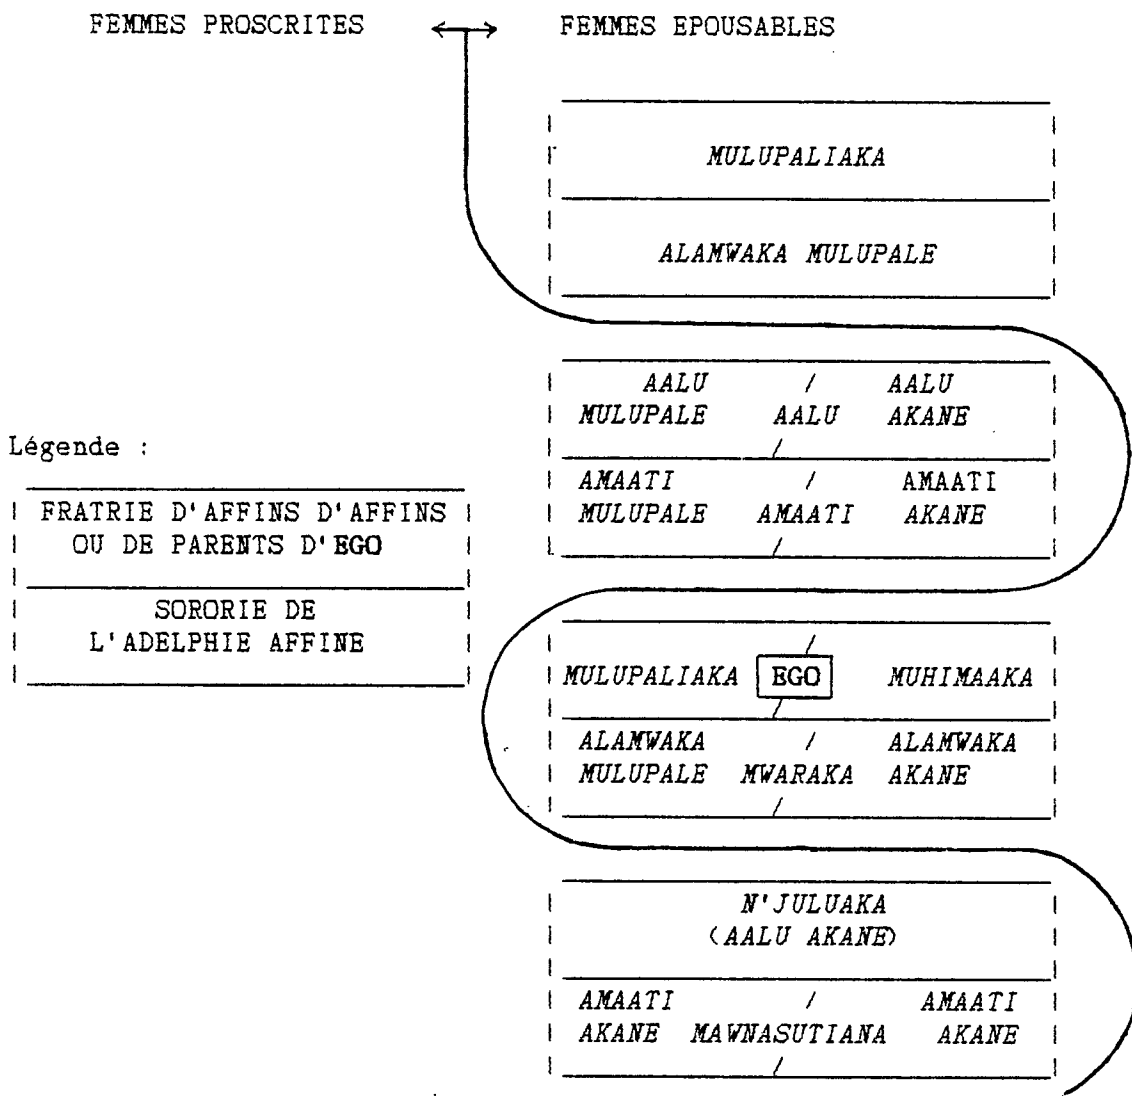 FEMMES PROSCRITES ←→ FEMMES EPOUSABLES
MULUPALIAKA
ALAMWAKA MULUPALE
AALU / AALU
MULUPALE AALU AKANE
/
AMAATI / AMAATI
MULUPALE AMAATI AKANE
/
Légende :
FRATRIE D'AFFINS D'AFFINS
OU DE PARENTS D'EGO
SORORIE DE
L'ADELPHIE AFFINE
/
MULUPALIAKA EGO MUHIMAAKA
/
ALAMWAKA / ALAMWAKA
MULUPALE MWARAKA AKANE
/
N'JULUAKA
(AALU AKANE)
AMAATI / AMAATI
AKANE MAWNASUTIANA AKANE
/